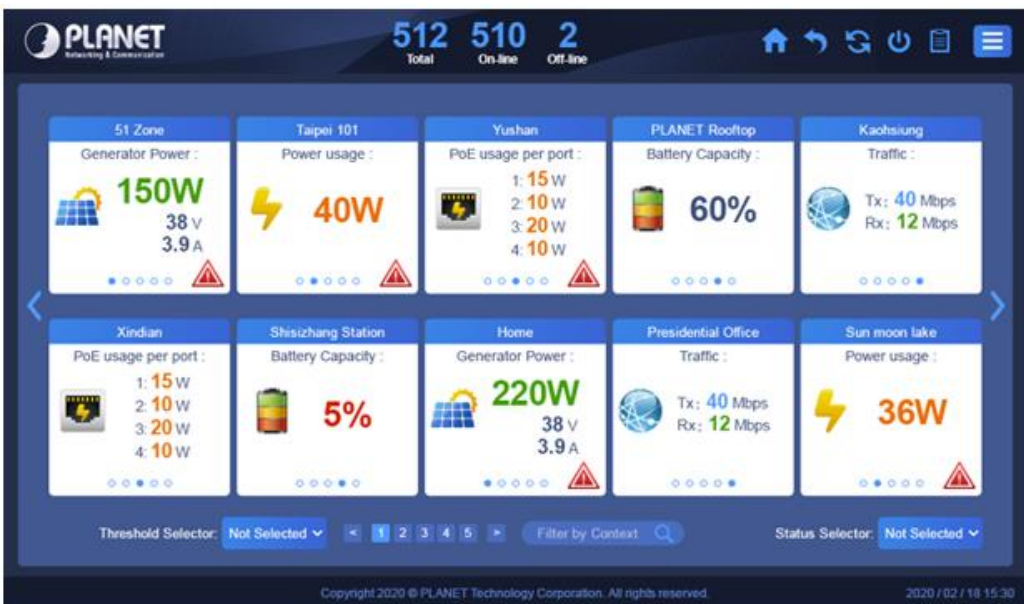 PLANET
Networking & Communication
512 510 2
Total On-line Off-line
51 Zone
Generator Power :
150W
38 V
3.9 A
Taipei 101
Power usage :
40W
Yushan
PoE usage per port :
1: 15 W
2: 10 W
3: 20 W
4: 10 W
PLANET Rooftop
Battery Capacity :
60%
Kaohsiung
Traffic :
Tx: 40 Mbps
Rx: 12 Mbps
Xindian
PoE usage per port :
1: 15 W
2: 10 W
3: 20 W
4: 10 W
Shisizhang Station
Battery Capacity :
5%
Home
Generator Power :
220W
38 V
3.9 A
Presidential Office
Traffic :
Tx: 40 Mbps
Rx: 12 Mbps
Sun moon lake
Power usage :
36W
Threshold Selector: Not Selected < 1 2 3 4 5 > Filter by Context Status Selector: Not Selected
Copyright 2020 © PLANET Technology Corporation. All rights reserved. 2020 / 02 / 18 15:30